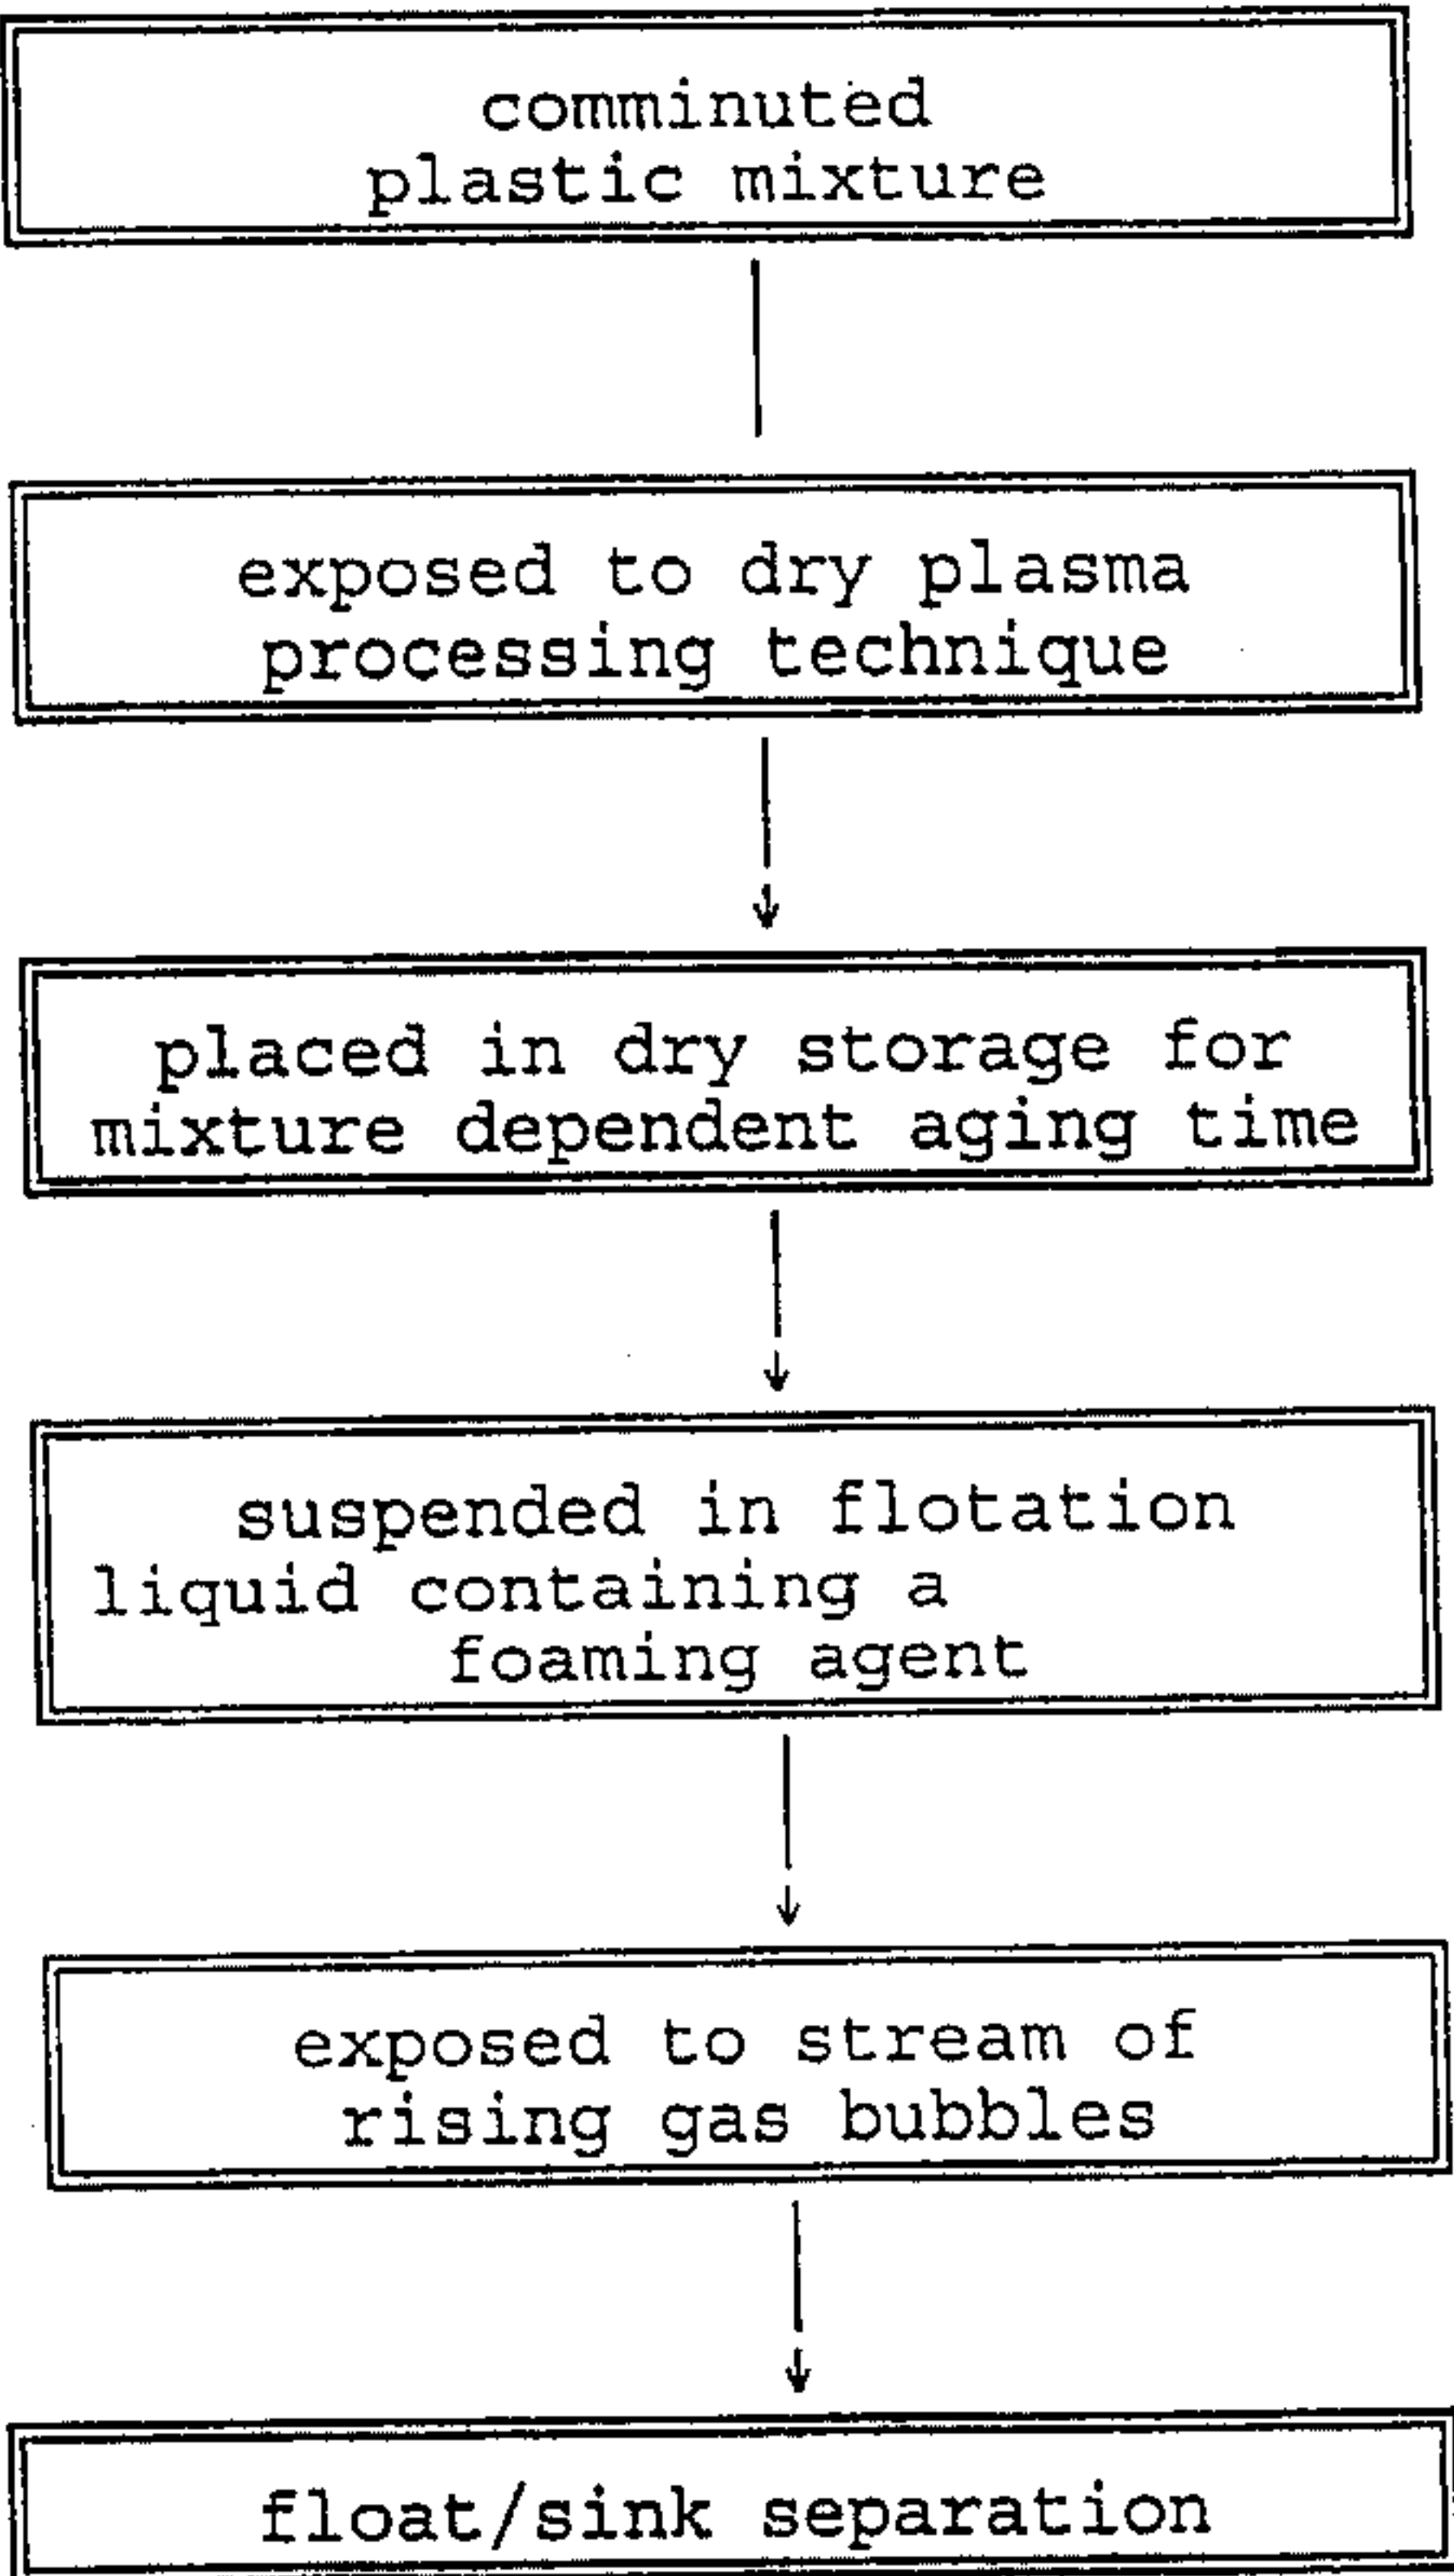 comminuted
plastic mixture
exposed to dry plasma
processing technique
placed in dry storage for
mixture dependent aging time
suspended in flotation
liquid containing a
foaming agent
exposed to stream of
rising gas bubbles
float/sink separation